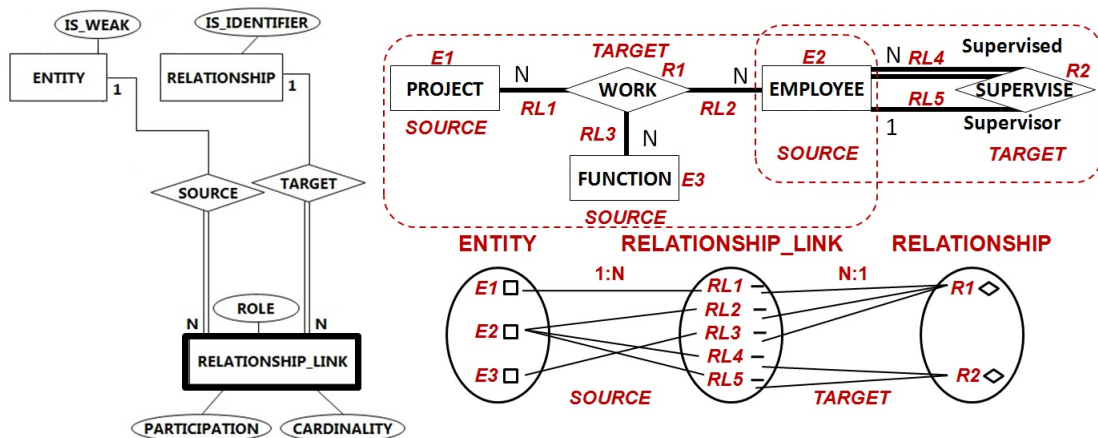 IS_WEAK
IS_IDENTIFIER
ENTITY
RELATIONSHIP
1
1
SOURCE
TARGET
N
N
ROLE
RELATIONSHIP_LINK
PARTICIPATION
CARDINALITY
E1
TARGET
E2
N
Supervised
RL4
PROJECT
N
WORK
R1
N
EMPLOYEE
SUPERVISE
R2
RL1
RL2
RL5
SOURCE
RL3
N
1
Supervisor
SOURCE
TARGET
FUNCTION
E3
SOURCE
ENTITY
RELATIONSHIP_LINK
RELATIONSHIP
1:N
N:1
E1
RL1
R1
RL2
E2
RL3
RL4
E3
RL5
R2
SOURCE
TARGET